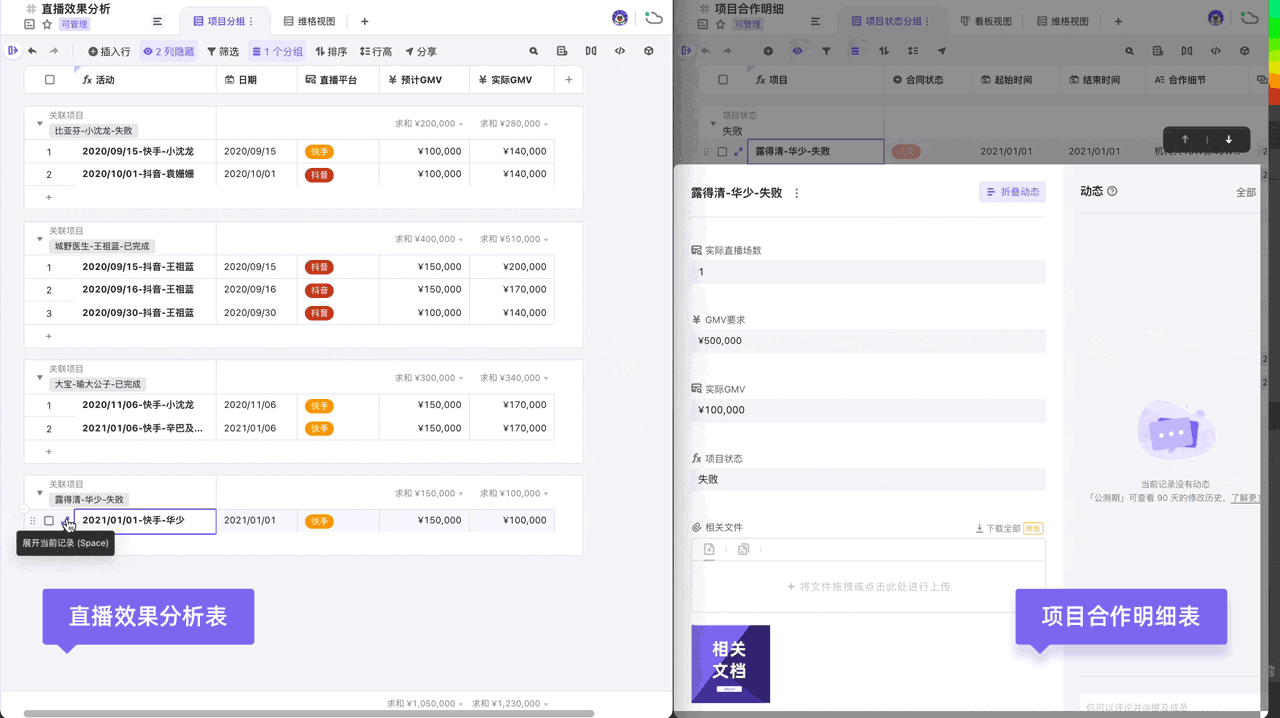 直播效果分析
可管理
项目分组
维格视图
插入行
2 列隐藏
筛选
1 个分组
排序
行高
分享
活动
日期
直播平台
预计GMV
实际GMV
关联项目
比亚芬-小沈龙-失败
求和 ¥200,000
求和 ¥280,000
1 2020/09/15-快手-小沈龙 2020/09/15 快手 ¥100,000 ¥140,000
2 2020/10/01-抖音-袁姗姗 2020/10/01 抖音 ¥100,000 ¥140,000
关联项目
城野医生-王祖蓝-已完成
求和 ¥400,000
求和 ¥510,000
1 2020/09/15-抖音-王祖蓝 2020/09/15 抖音 ¥150,000 ¥200,000
2 2020/09/16-抖音-王祖蓝 2020/09/16 抖音 ¥150,000 ¥170,000
3 2020/09/30-抖音-王祖蓝 2020/09/30 抖音 ¥100,000 ¥140,000
关联项目
大宝-瑜大公子-已完成
求和 ¥300,000
求和 ¥340,000
1 2020/11/06-快手-小沈龙 2020/11/06 快手 ¥150,000 ¥170,000
2 2021/01/06-快手-辛巴及... 2021/01/06 快手 ¥150,000 ¥170,000
关联项目
露得清-华少-失败
求和 ¥150,000
求和 ¥100,000
2021/01/01-快手-华少 2021/01/01 快手 ¥150,000 ¥100,000
展开当前记录 (Space)
直播效果分析表
求和 ¥1,050,000
求和 ¥1,230,000
项目合作明细
可管理
项目状态分组
看板视图
维格视图
项目
合同状态
起始时间
结束时间
合作细节
项目状态
失败
露得清-华少-失败
2021/01/01
2021/01/01
露得清-华少-失败
折叠动态
动态
全部
实际直播场数
1
GMV要求
¥500,000
实际GMV
¥100,000
项目状态
失败
相关文件
下载全部
限免
将文件拖拽或点击此处进行上传
相关
文档
当前记录没有动态
「公测期」可查看 90 天的修改历史，了解更
项目合作明细表
你可以评论并@提及成员